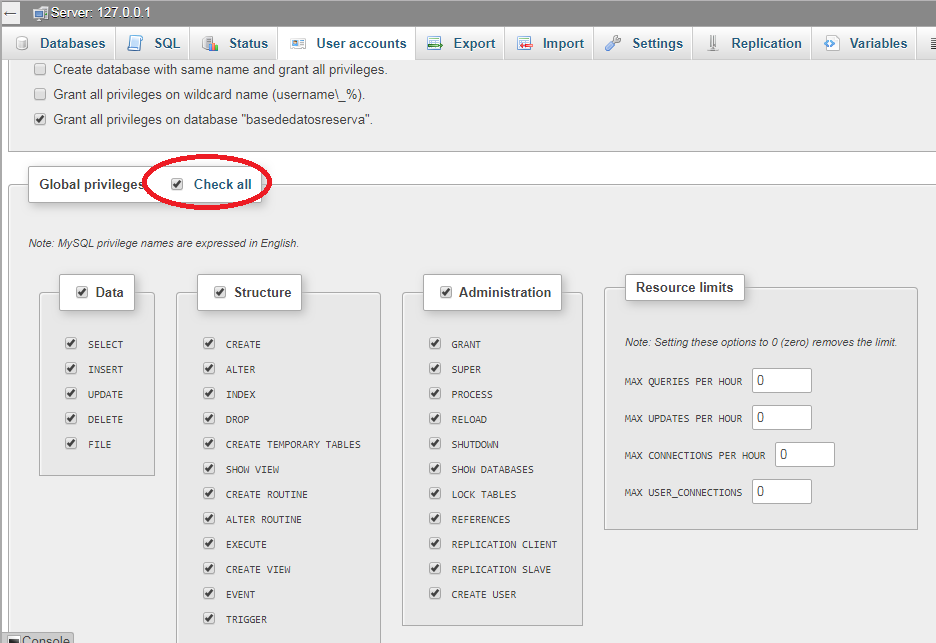 Server: 127.0.0.1
Databases SQL Status User accounts Export Import Settings Replication Variables
Create database with same name and grant all privileges.
Grant all privileges on wildcard name (username\_%).
Grant all privileges on database "basededatosreserva".
Global privileges Check all
Note: MySQL privilege names are expressed in English.
Data
SELECT
INSERT
UPDATE
DELETE
FILE
Structure
CREATE
ALTER
INDEX
DROP
CREATE TEMPORARY TABLES
SHOW VIEW
CREATE ROUTINE
ALTER ROUTINE
EXECUTE
CREATE VIEW
EVENT
TRIGGER
Administration
GRANT
SUPER
PROCESS
RELOAD
SHUTDOWN
SHOW DATABASES
LOCK TABLES
REFERENCES
REPLICATION CLIENT
REPLICATION SLAVE
CREATE USER
Resource limits
Note: Setting these options to 0 (zero) removes the limit.
MAX QUERIES PER HOUR 0
MAX UPDATES PER HOUR 0
MAX CONNECTIONS PER HOUR 0
MAX USER_CONNECTIONS 0
Console